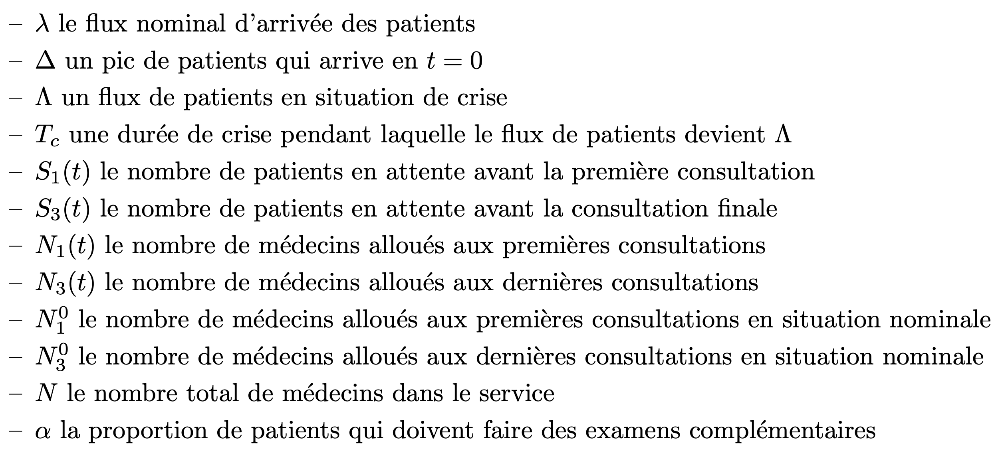 – λ le flux nominal d'arrivée des patients
– Δ un pic de patients qui arrive en t = 0
– Λ un flux de patients en situation de crise
– T_c une durée de crise pendant laquelle le flux de patients devient Λ
– S_1(t) le nombre de patients en attente avant la première consultation
– S_3(t) le nombre de patients en attente avant la consultation finale
– N_1(t) le nombre de médecins alloués aux premières consultations
– N_3(t) le nombre de médecins alloués aux dernières consultations
– N_1^0 le nombre de médecins alloués aux premières consultations en situation nominale
– N_3^0 le nombre de médecins alloués aux dernières consultations en situation nominale
– N le nombre total de médecins dans le service
– α la proportion de patients qui doivent faire des examens complémentaires